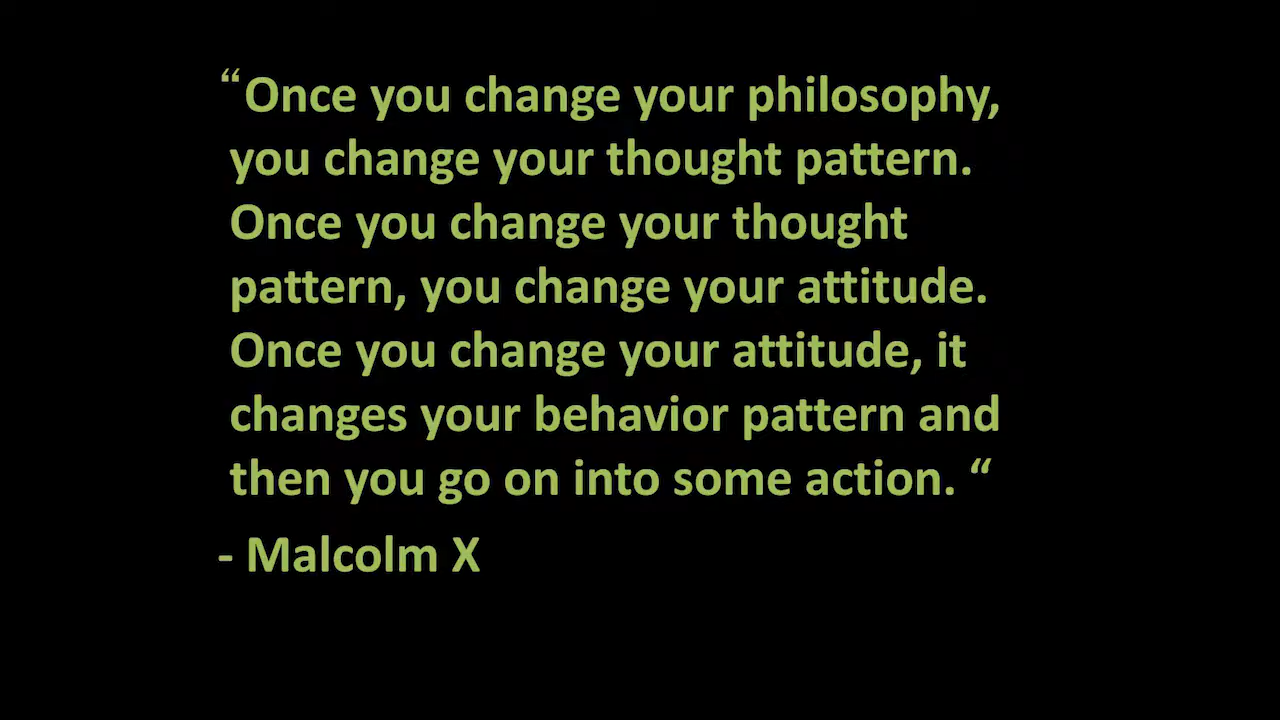 “Once you change your philosophy,
you change your thought pattern.
Once you change your thought
pattern, you change your attitude.
Once you change your attitude, it
changes your behavior pattern and
then you go on into some action. “
- Malcolm X